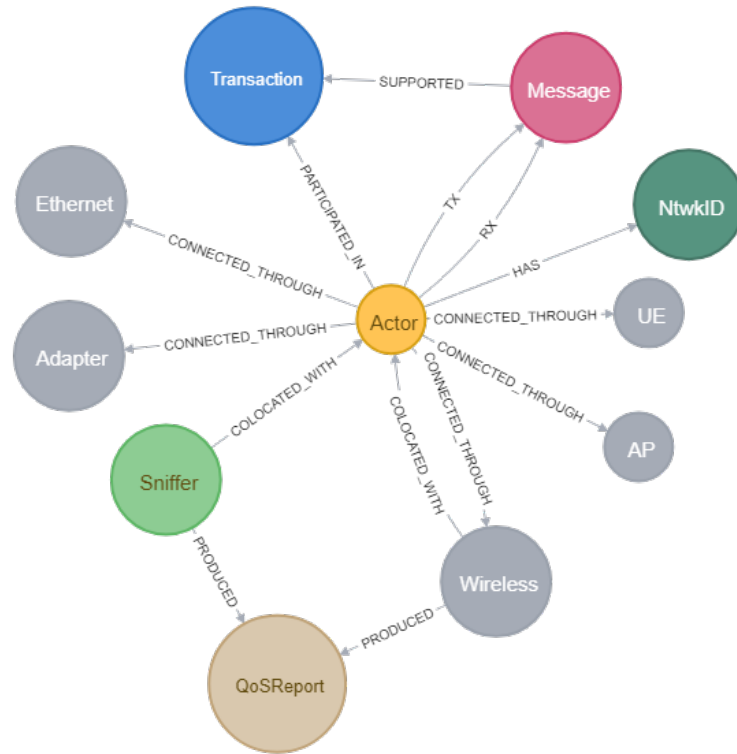 Transaction
SUPPORTED
Message
PARTICIPATED_IN
TX
RX
Ethernet
CONNECTED_THROUGH
NtwkID
HAS
Actor
CONNECTED_THROUGH
UE
Adapter
CONNECTED_THROUGH
CONNECTED_THROUGH
AP
COLOCATED_WITH
COLOCATED_WITH
CONNECTED_THROUGH
Sniffer
PRODUCED
Wireless
PRODUCED
QoSReport